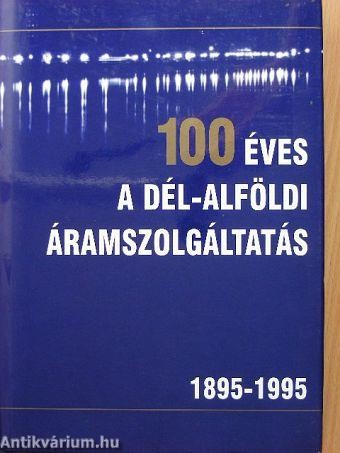 100 ÉVES
A DÉL-ALFÖLDI
ÁRAMSZOLGÁLTATÁS
1895-1995
Antikvárium.hu